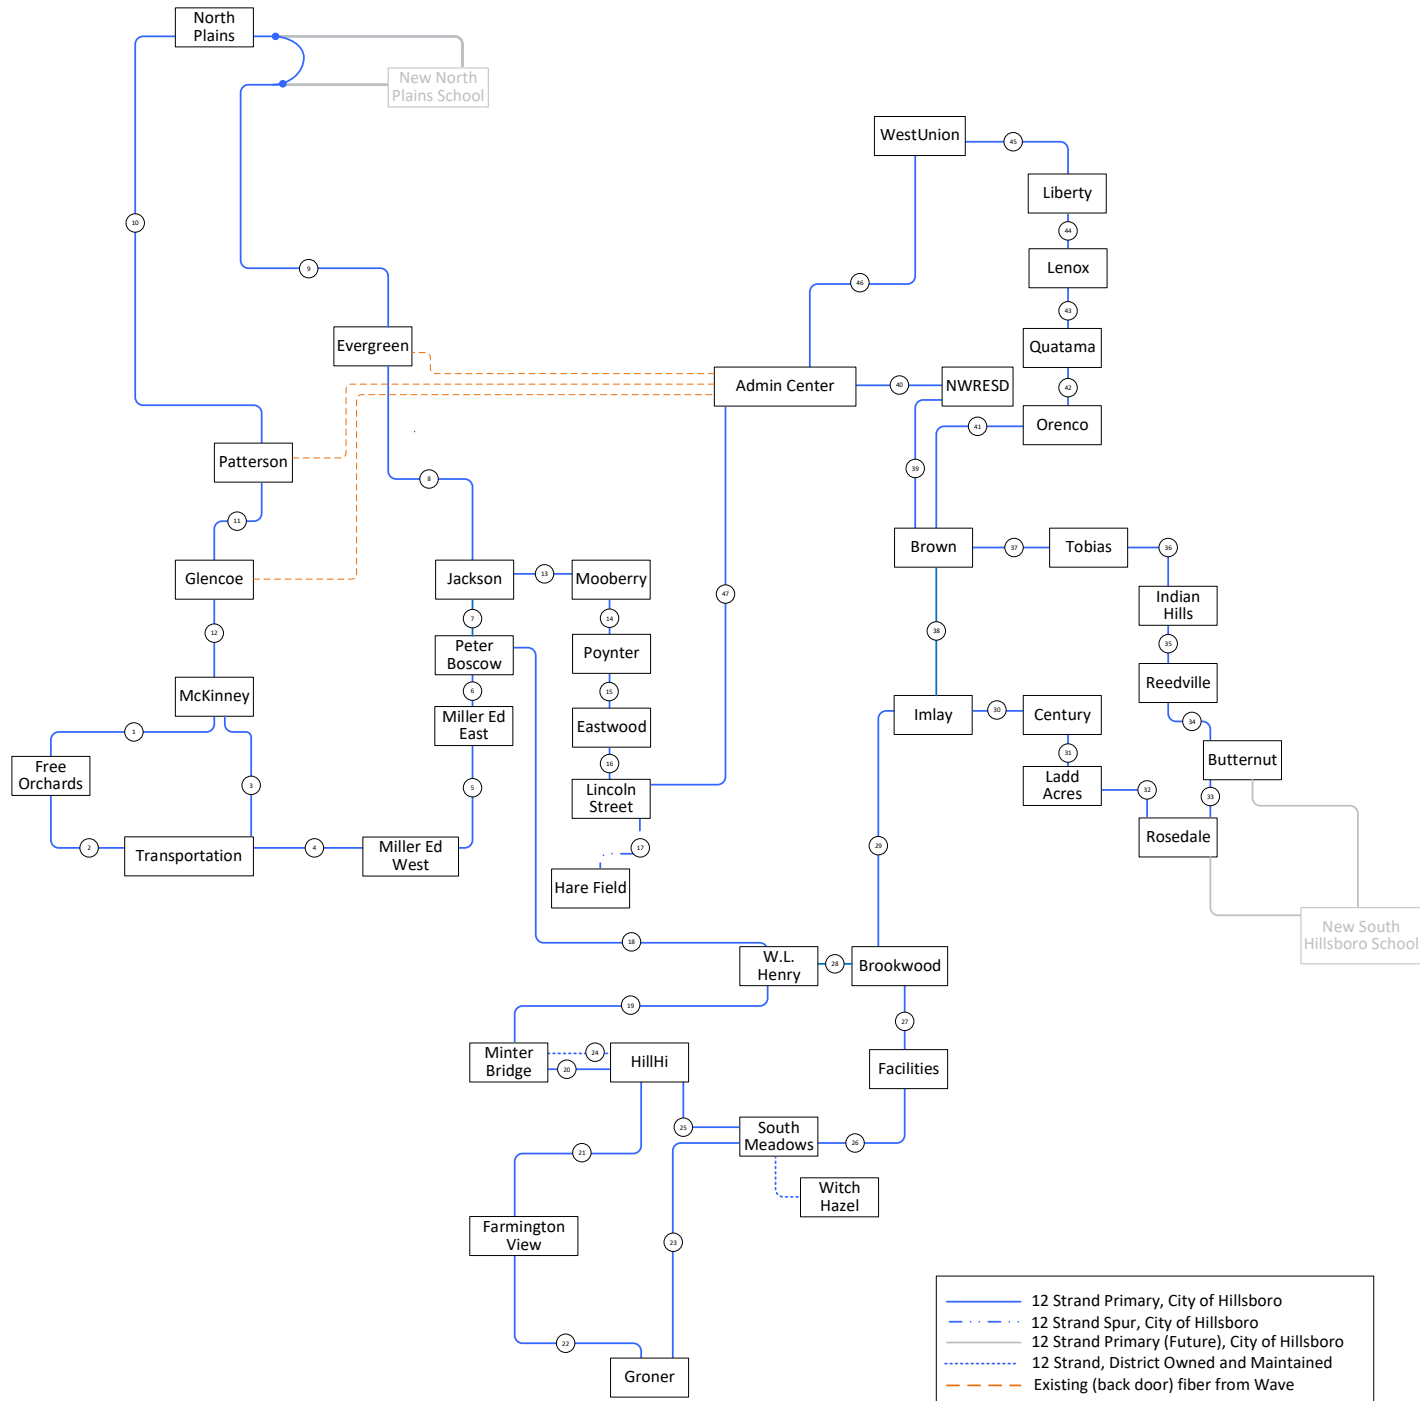 North
Plains
New North
Plains School
WestUnion
45
Liberty
10
44
Lenox
9
46
43
Evergreen
Quatama
Admin Center
40
NWRESD
42
Orenco
41
Patterson
39
8
11
Brown
37
Tobias
36
Glencoe
Jackson
13
Mooberry
47
Indian
Hills
7
14
12
38
35
Peter
Boscow
Poynter
Reedville
6
15
McKinney
Miller Ed
East
Eastwood
Imlay
30
Century
34
1
31
16
Butternut
Free
Orchards
3
5
Lincoln
Street
Ladd
Acres
32
33
2
Transportation
4
Miller Ed
West
17
29
Rosedale
Hare Field
New South
Hillsboro School
18
W.L.
Henry
28
Brookwood
19
27
Minter
Bridge
24
20
HillHi
Facilities
25
South
Meadows
26
21
Witch
Hazel
Farmington
View
23
22
Groner
12 Strand Primary, City of Hillsboro
12 Strand Spur, City of Hillsboro
12 Strand Primary (Future), City of Hillsboro
12 Strand, District Owned and Maintained
Existing (back door) fiber from Wave